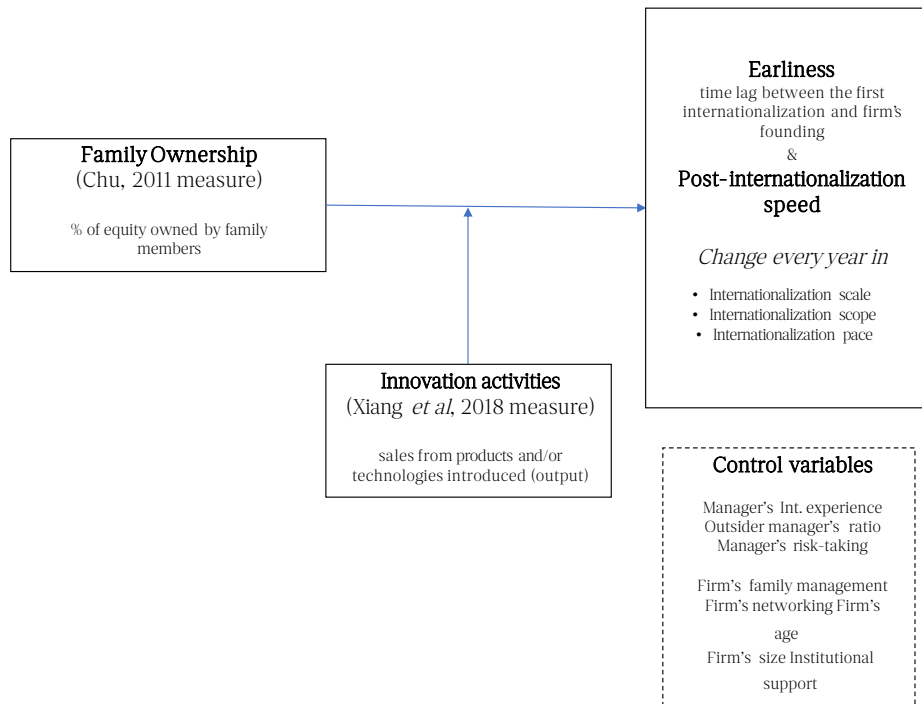 Family Ownership
(Chu, 2011 measure)
% of equity owned by family
members
Earliness
time lag between the first
internationalization and firm's
founding
&
Post-internationalization
speed
Change every year in
• Internationalization scale
• Internationalization scope
• Internationalization pace
Innovation activities
(Xiang et al, 2018 measure)
sales from products and/or
technologies introduced (output)
Control variables
Manager's Int. experience
Outsider manager's ratio
Manager's risk-taking
Firm's family management
Firm's networking Firm's
age
Firm's size Institutional
support